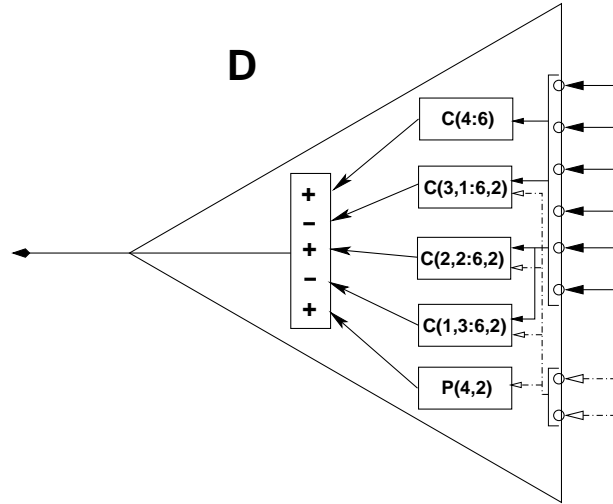 D
C(4:6)
C(3,1:6,2)
C(2,2:6,2)
C(1,3:6,2)
P(4,2)
+
−
+
−
+